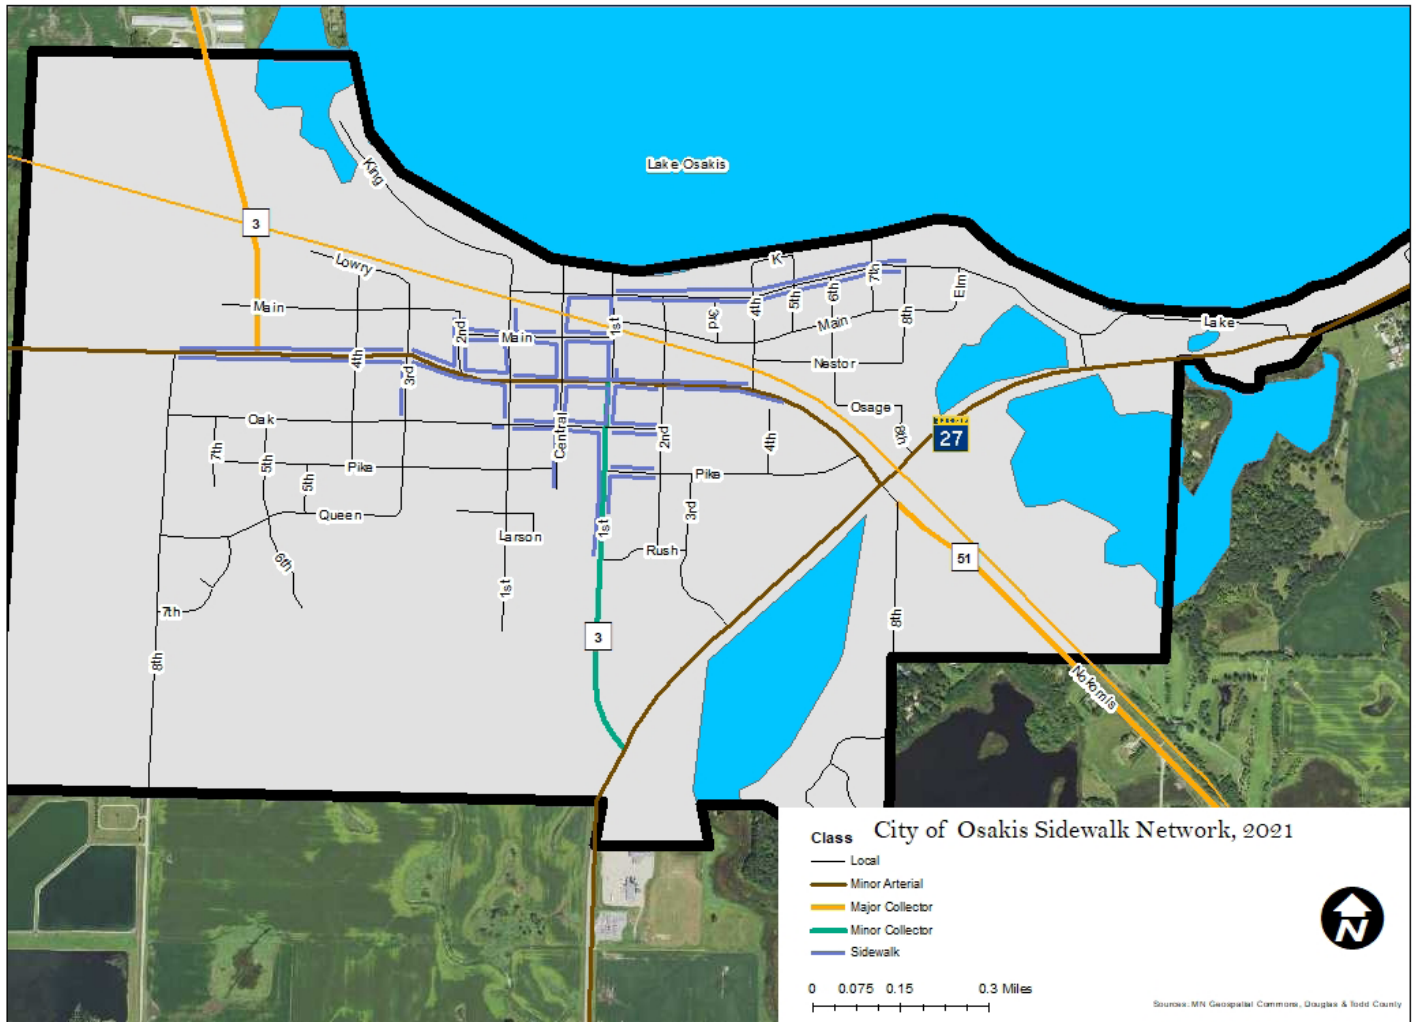 Lake Osakis
King
3
Lowry
K
7th
Elm
Main
5th
6th
4th
3rd
8th
1st
Main
Lake
2nd
Main
4th
3rd
Nestor
Osage
8th
27
Oak
Central
2nd
4th
7th
5th
Pike
5th
Pike
3rd
Queen
1st
Larson
Rush
51
6th
1st
7th
8th
3
8th
Nokomis
City of Osakis Sidewalk Network, 2021
Class
Local
Minor Arterial
Major Collector
Minor Collector
Sidewalk
N
0 0.075 0.15 0.3 Miles
Sources: MN Geospatial Commons, Douglas & Todd County